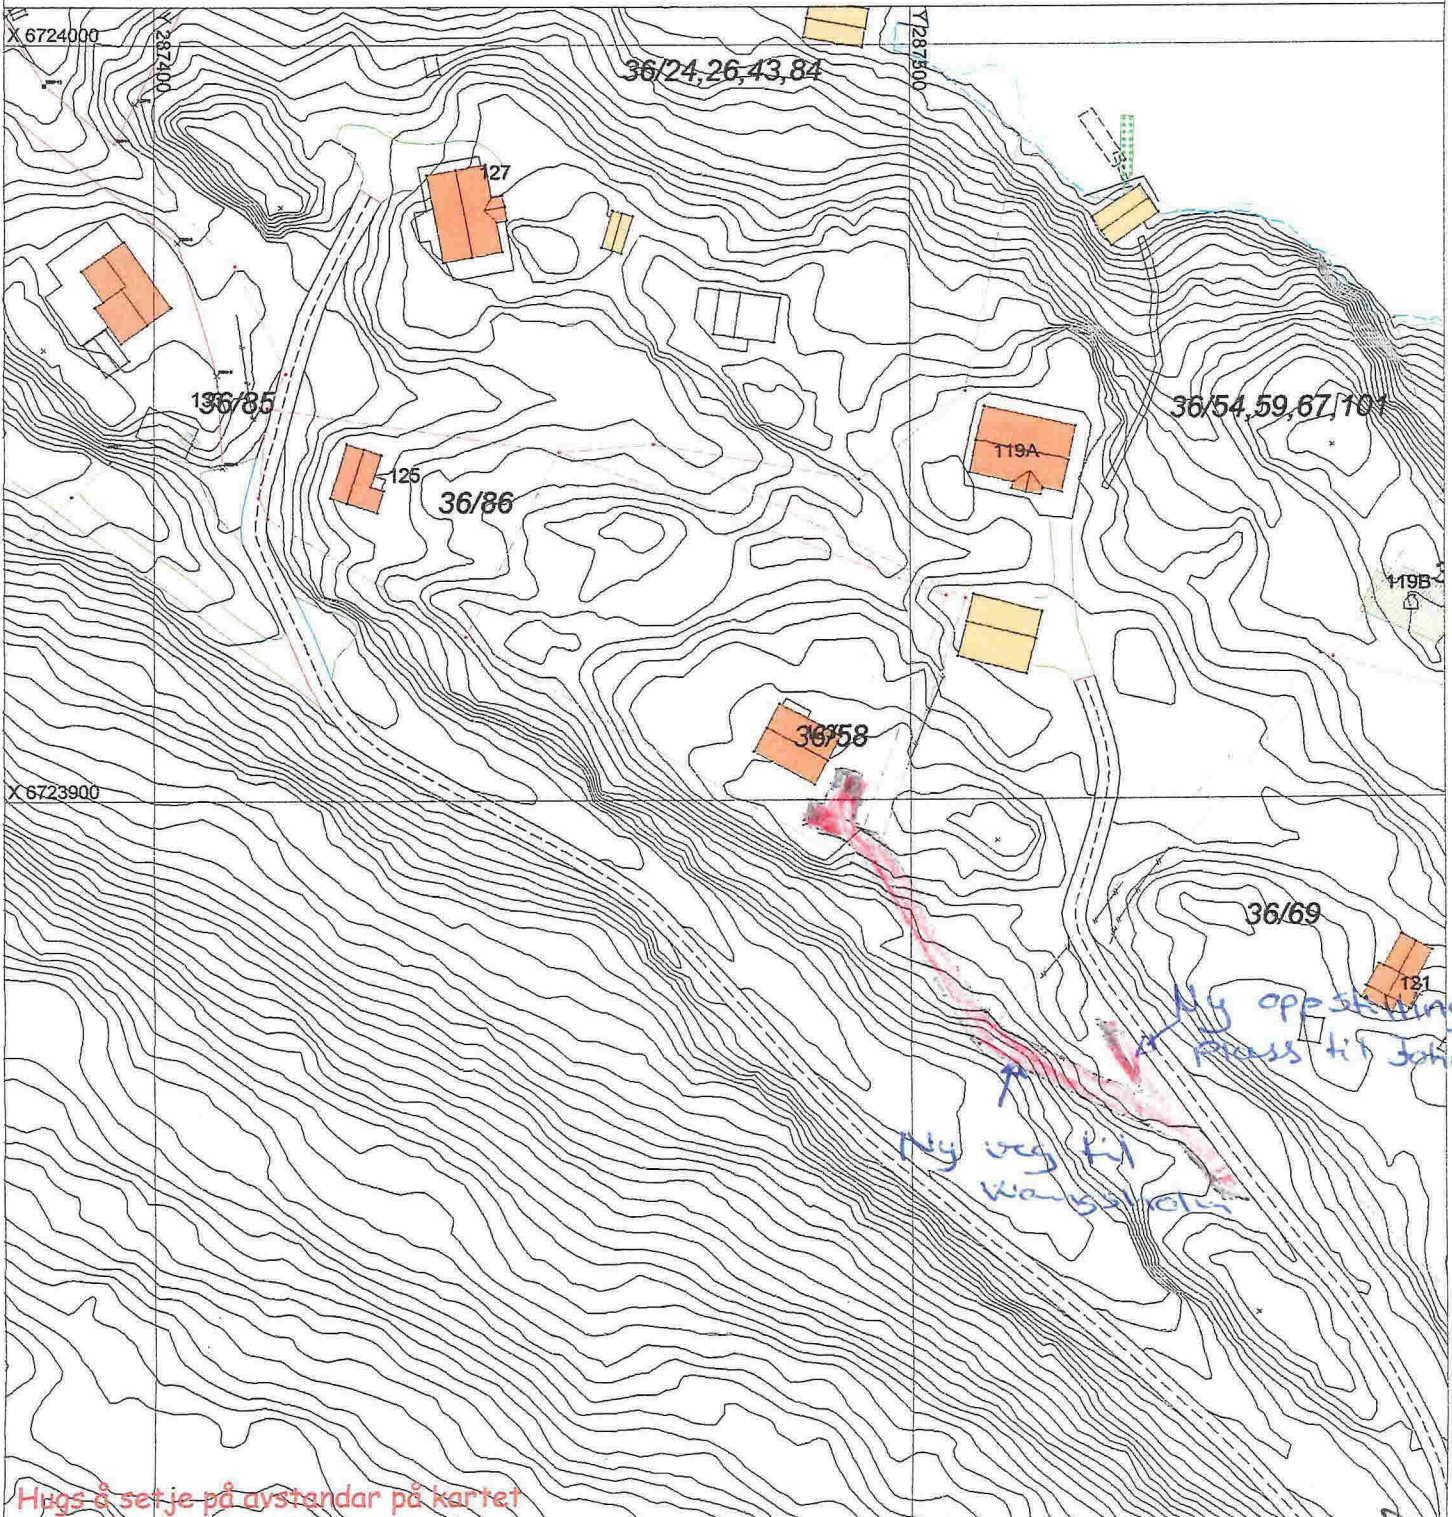 X 6724000
Y 287400
Y 287500
36/24,26,43,84
127
36/85
36/54,59,67,101
119A
125
36/86
119B
36/58
X 6723900
36/69
121
Ny
plass til
Ny veg til
Hugs å setje på avstandar på kartet